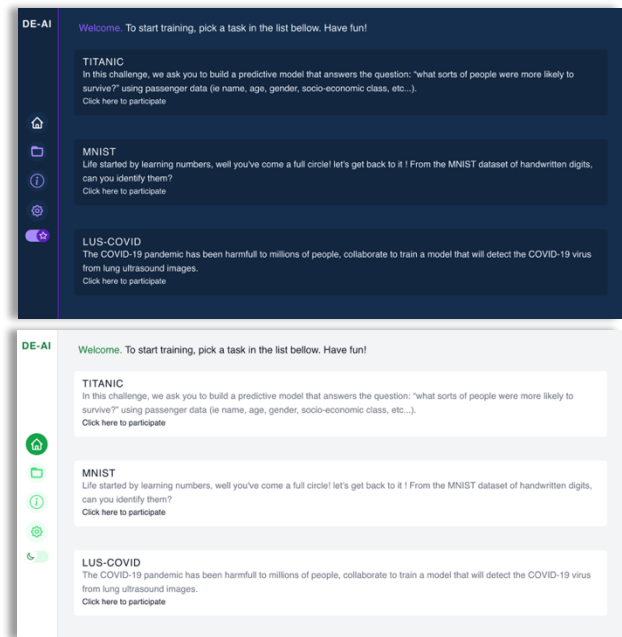 DE-AI
Welcome. To start training, pick a task in the list bellow. Have fun!
TITANIC
In this challenge, we ask you to build a predictive model that answers the question: “what sorts of people were more likely to
survive?” using passenger data (ie name, age, gender, socio-economic class, etc...).
Click here to participate
MNIST
Life started by learning numbers, well you've come a full circle! let's get back to it ! From the MNIST dataset of handwritten digits,
can you identify them?
Click here to participate
LUS-COVID
The COVID-19 pandemic has been harmfull to millions of people, collaborate to train a model that will detect the COVID-19 virus
from lung ultrasound images.
Click here to participate
DE-AI
Welcome. To start training, pick a task in the list bellow. Have fun!
TITANIC
In this challenge, we ask you to build a predictive model that answers the question: “what sorts of people were more likely to
survive?” using passenger data (ie name, age, gender, socio-economic class, etc...).
Click here to participate
MNIST
Life started by learning numbers, well you've come a full circle! let's get back to it ! From the MNIST dataset of handwritten digits,
can you identify them?
Click here to participate
LUS-COVID
The COVID-19 pandemic has been harmfull to millions of people, collaborate to train a model that will detect the COVID-19 virus
from lung ultrasound images.
Click here to participate